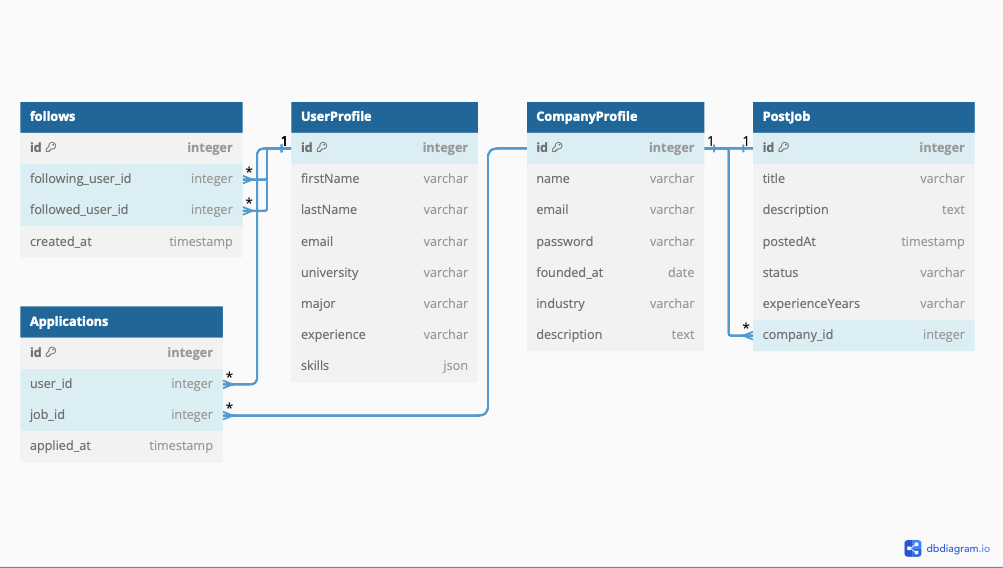 follows
id integer
following_user_id integer
followed_user_id integer
created_at timestamp
Applications
id integer
user_id integer
job_id integer
applied_at timestamp
UserProfile
id integer
firstName varchar
lastName varchar
email varchar
university varchar
major varchar
experience varchar
skills json
CompanyProfile
id integer
name varchar
email varchar
password varchar
founded_at date
industry varchar
description text
PostJob
id integer
title varchar
description text
postedAt timestamp
status varchar
experienceYears varchar
company_id integer
1
*
*
*
*
1
1
*
dbdiagram.io